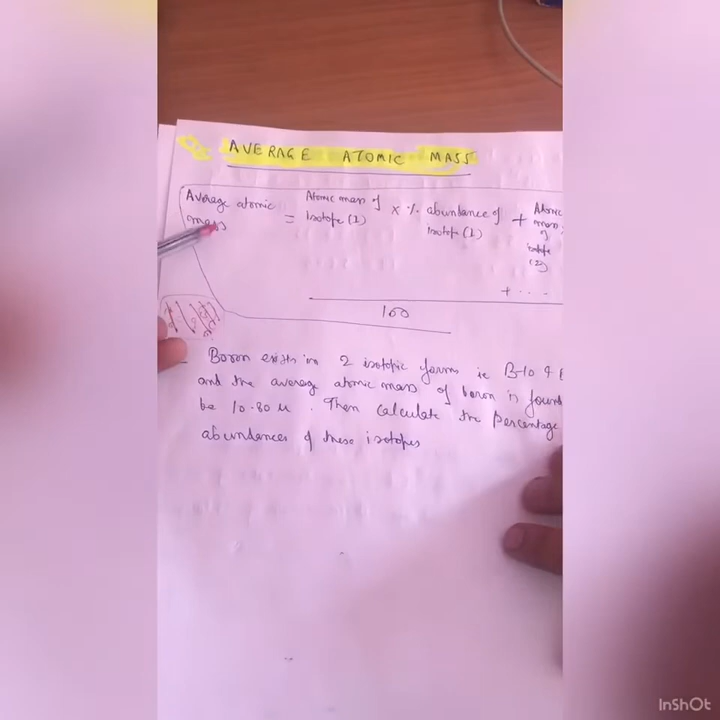 AVERAGE ATOMIC MASS
Average atomic mass = Atomic mass of isotope (1) × % abundance of isotope (1) + Atomic mass of isotope (2)
+ ....
100
Boron exists in 2 isotopic forms ie B-10 &
and the average atomic mass of boron is found
be 10.80 u. Then calculate the percentage
abundances of these isotopes
InShOt